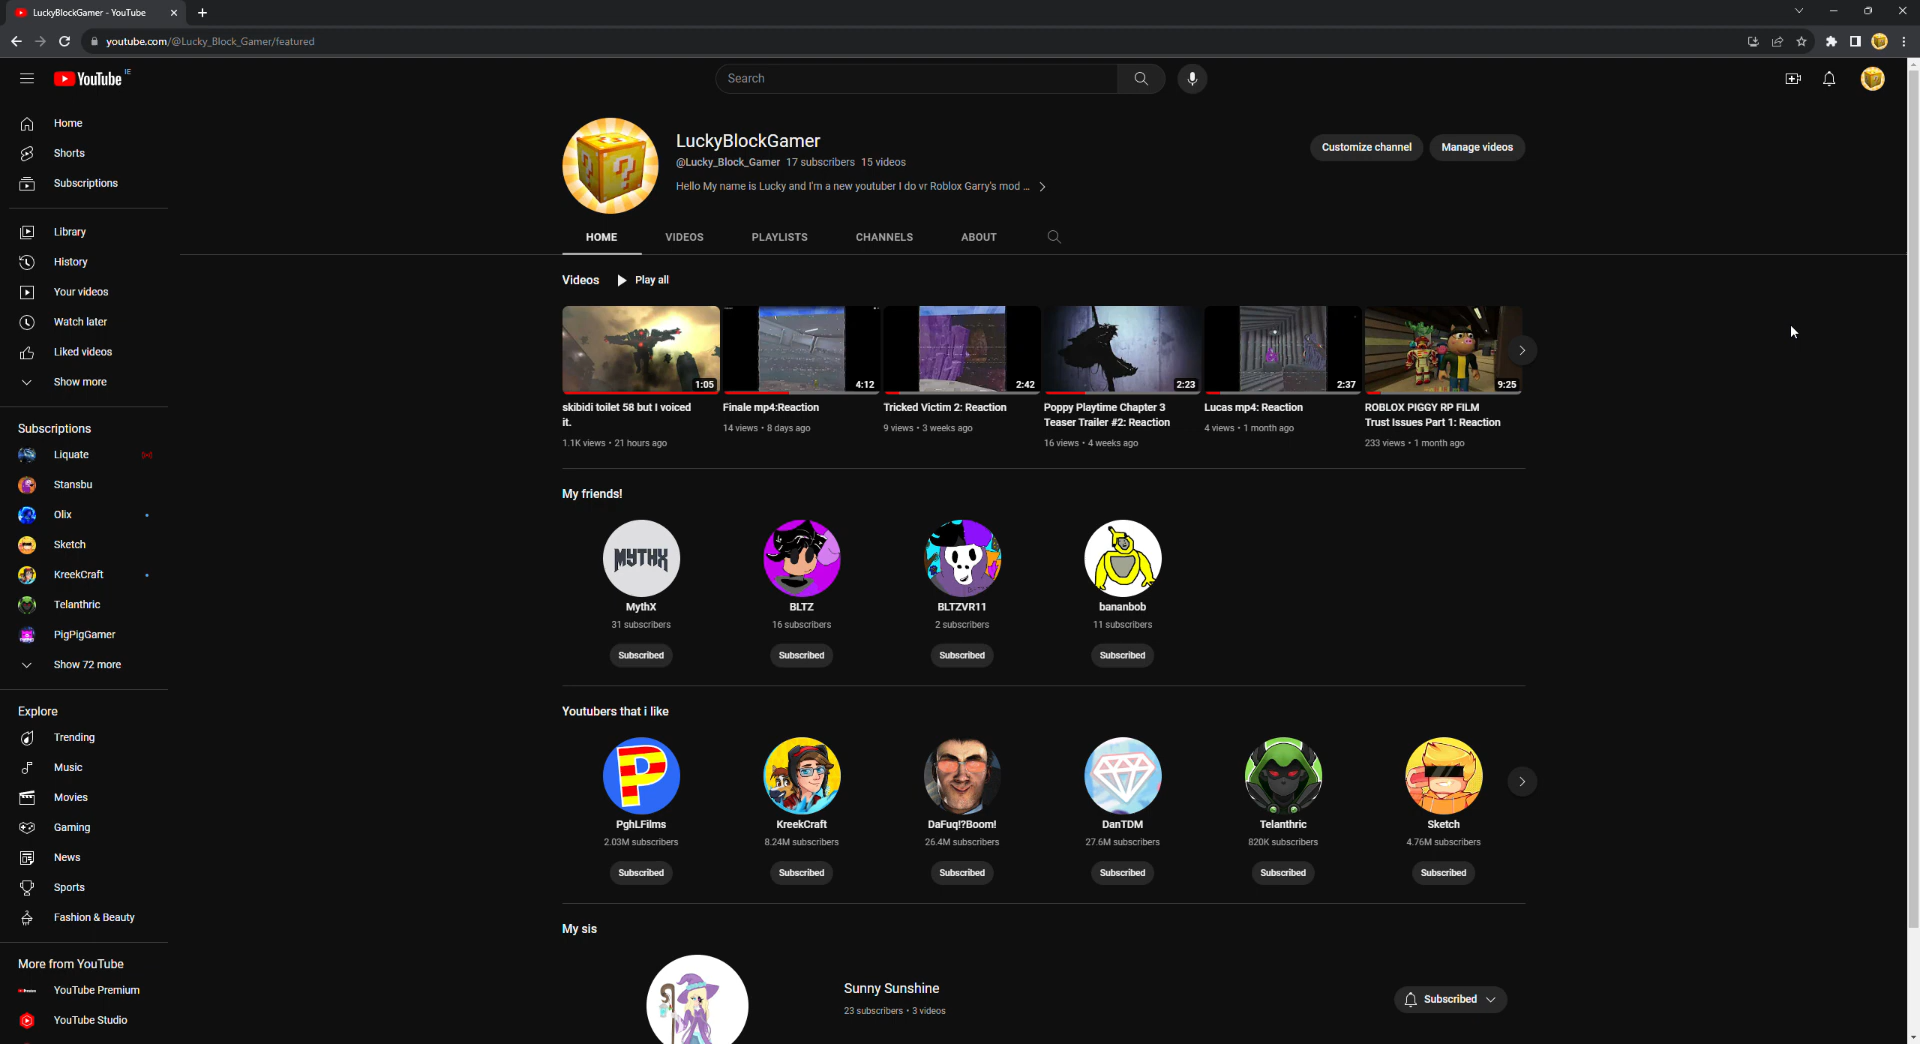 LuckyBlockGamer - YouTube
youtube.com/@Lucky_Block_Gamer/featured
YouTube IE
Search
Home
Shorts
Subscriptions
Library
History
Your videos
Watch later
Liked videos
Show more
Subscriptions
Liquate
Stansbu
Olix
Sketch
KreekCraft
Telanthric
PigPigGamer
Show 72 more
Explore
Trending
Music
Movies
Gaming
News
Sports
Fashion & Beauty
More from YouTube
YouTube Premium
YouTube Studio
LuckyBlockGamer
@Lucky_Block_Gamer 17 subscribers 15 videos
Hello My name is Lucky and I'm a new youtuber I do vr Roblox Garry's mod ...
Customize channel
Manage videos
HOME
VIDEOS
PLAYLISTS
CHANNELS
ABOUT
Videos
Play all
1:05
skibidi toilet 58 but I voiced
it.
1.1K views • 21 hours ago
4:12
Finale mp4:Reaction
14 views • 8 days ago
2:42
Tricked Victim 2: Reaction
9 views • 3 weeks ago
2:23
Poppy Playtime Chapter 3
Teaser Trailer #2: Reaction
16 views • 4 weeks ago
2:37
Lucas mp4: Reaction
4 views • 1 month ago
9:25
ROBLOX PIGGY RP FILM
Trust Issues Part 1: Reaction
233 views • 1 month ago
My friends!
MYTHX
MythX
31 subscribers
Subscribed
BLTZ
16 subscribers
Subscribed
BLTZVR11
2 subscribers
Subscribed
bananbob
11 subscribers
Subscribed
Youtubers that i like
P
PghLFilms
2.03M subscribers
Subscribed
KreekCraft
8.24M subscribers
Subscribed
DaFuq!?Boom!
26.4M subscribers
Subscribed
DanTDM
27.6M subscribers
Subscribed
Telanthric
820K subscribers
Subscribed
Sketch
4.76M subscribers
Subscribed
My sis
Sunny Sunshine
23 subscribers • 3 videos
Subscribed